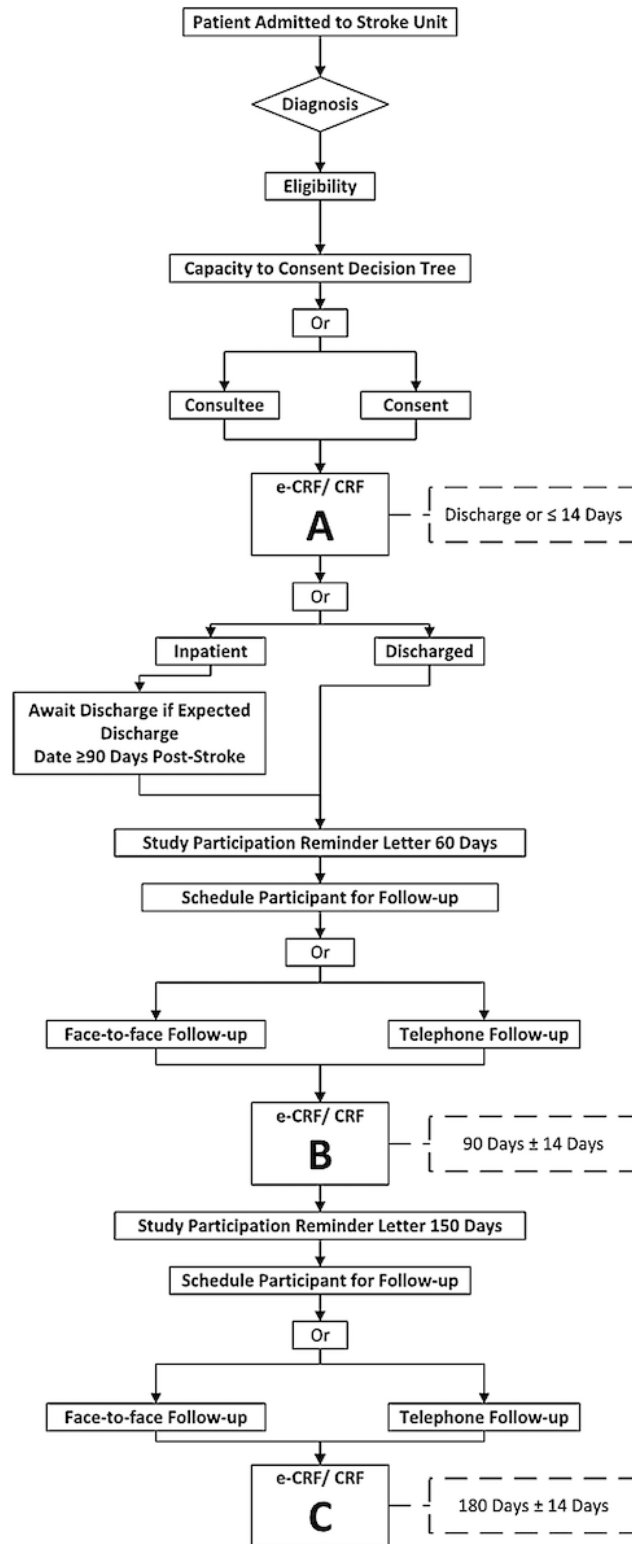 Patient Admitted to Stroke Unit
Diagnosis
Eligibility
Capacity to Consent Decision Tree
Or
Consultee
Consent
e-CRF/ CRF
A
Discharge or ≤ 14 Days
Or
Inpatient
Discharged
Await Discharge if Expected
Discharge
Date ≥90 Days Post-Stroke
Study Participation Reminder Letter 60 Days
Schedule Participant for Follow-up
Or
Face-to-face Follow-up
Telephone Follow-up
e-CRF/ CRF
B
90 Days ± 14 Days
Study Participation Reminder Letter 150 Days
Schedule Participant for Follow-up
Or
Face-to-face Follow-up
Telephone Follow-up
e-CRF/ CRF
C
180 Days ± 14 Days